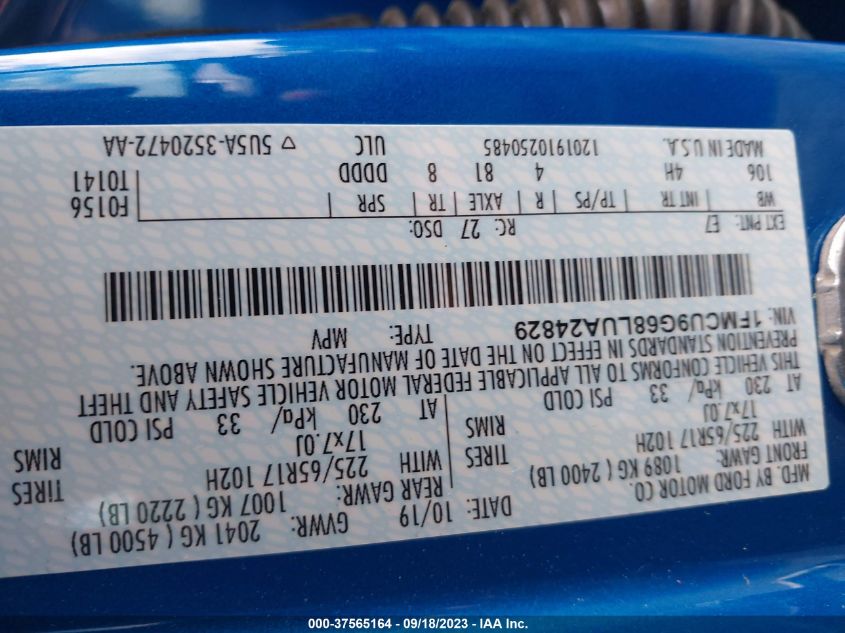 MFD. BY FORD MOTOR CO.
DATE: 10/19 GVWR: 2041 KG ( 4500 LB)
FRONT GAWR: REAR GAWR:
1089 KG ( 2400 LB) 1007 KG ( 2220 LB)
WITH 225/65R17 102H TIRES WITH 225/65R17 102H TIRES
17x7.0J RIMS 17x7.0J RIMS
AT 230 kPa/ 33 PSI COLD AT 230 kPa/ 33 PSI COLD
THIS VEHICLE CONFORMS TO ALL APPLICABLE FEDERAL MOTOR VEHICLE SAFETY AND THEFT
PREVENTION STANDARDS IN EFFECT ON THE DATE OF MANUFACTURE SHOWN ABOVE.
VIN: 1FMCU9G68LUA24829 TYPE: MPV
EXT PNT: E7 RC: 27 DSO:
F0156
WB INT TR TP/PS R AXLE TR SPR
T0141
106 4H 4 81 8 DDDD
MADE IN U.S.A. 120191025 0485 ULC ▽ 5U5A-3520472-AA
000-37565164 - 09/18/2023 - IAA Inc.